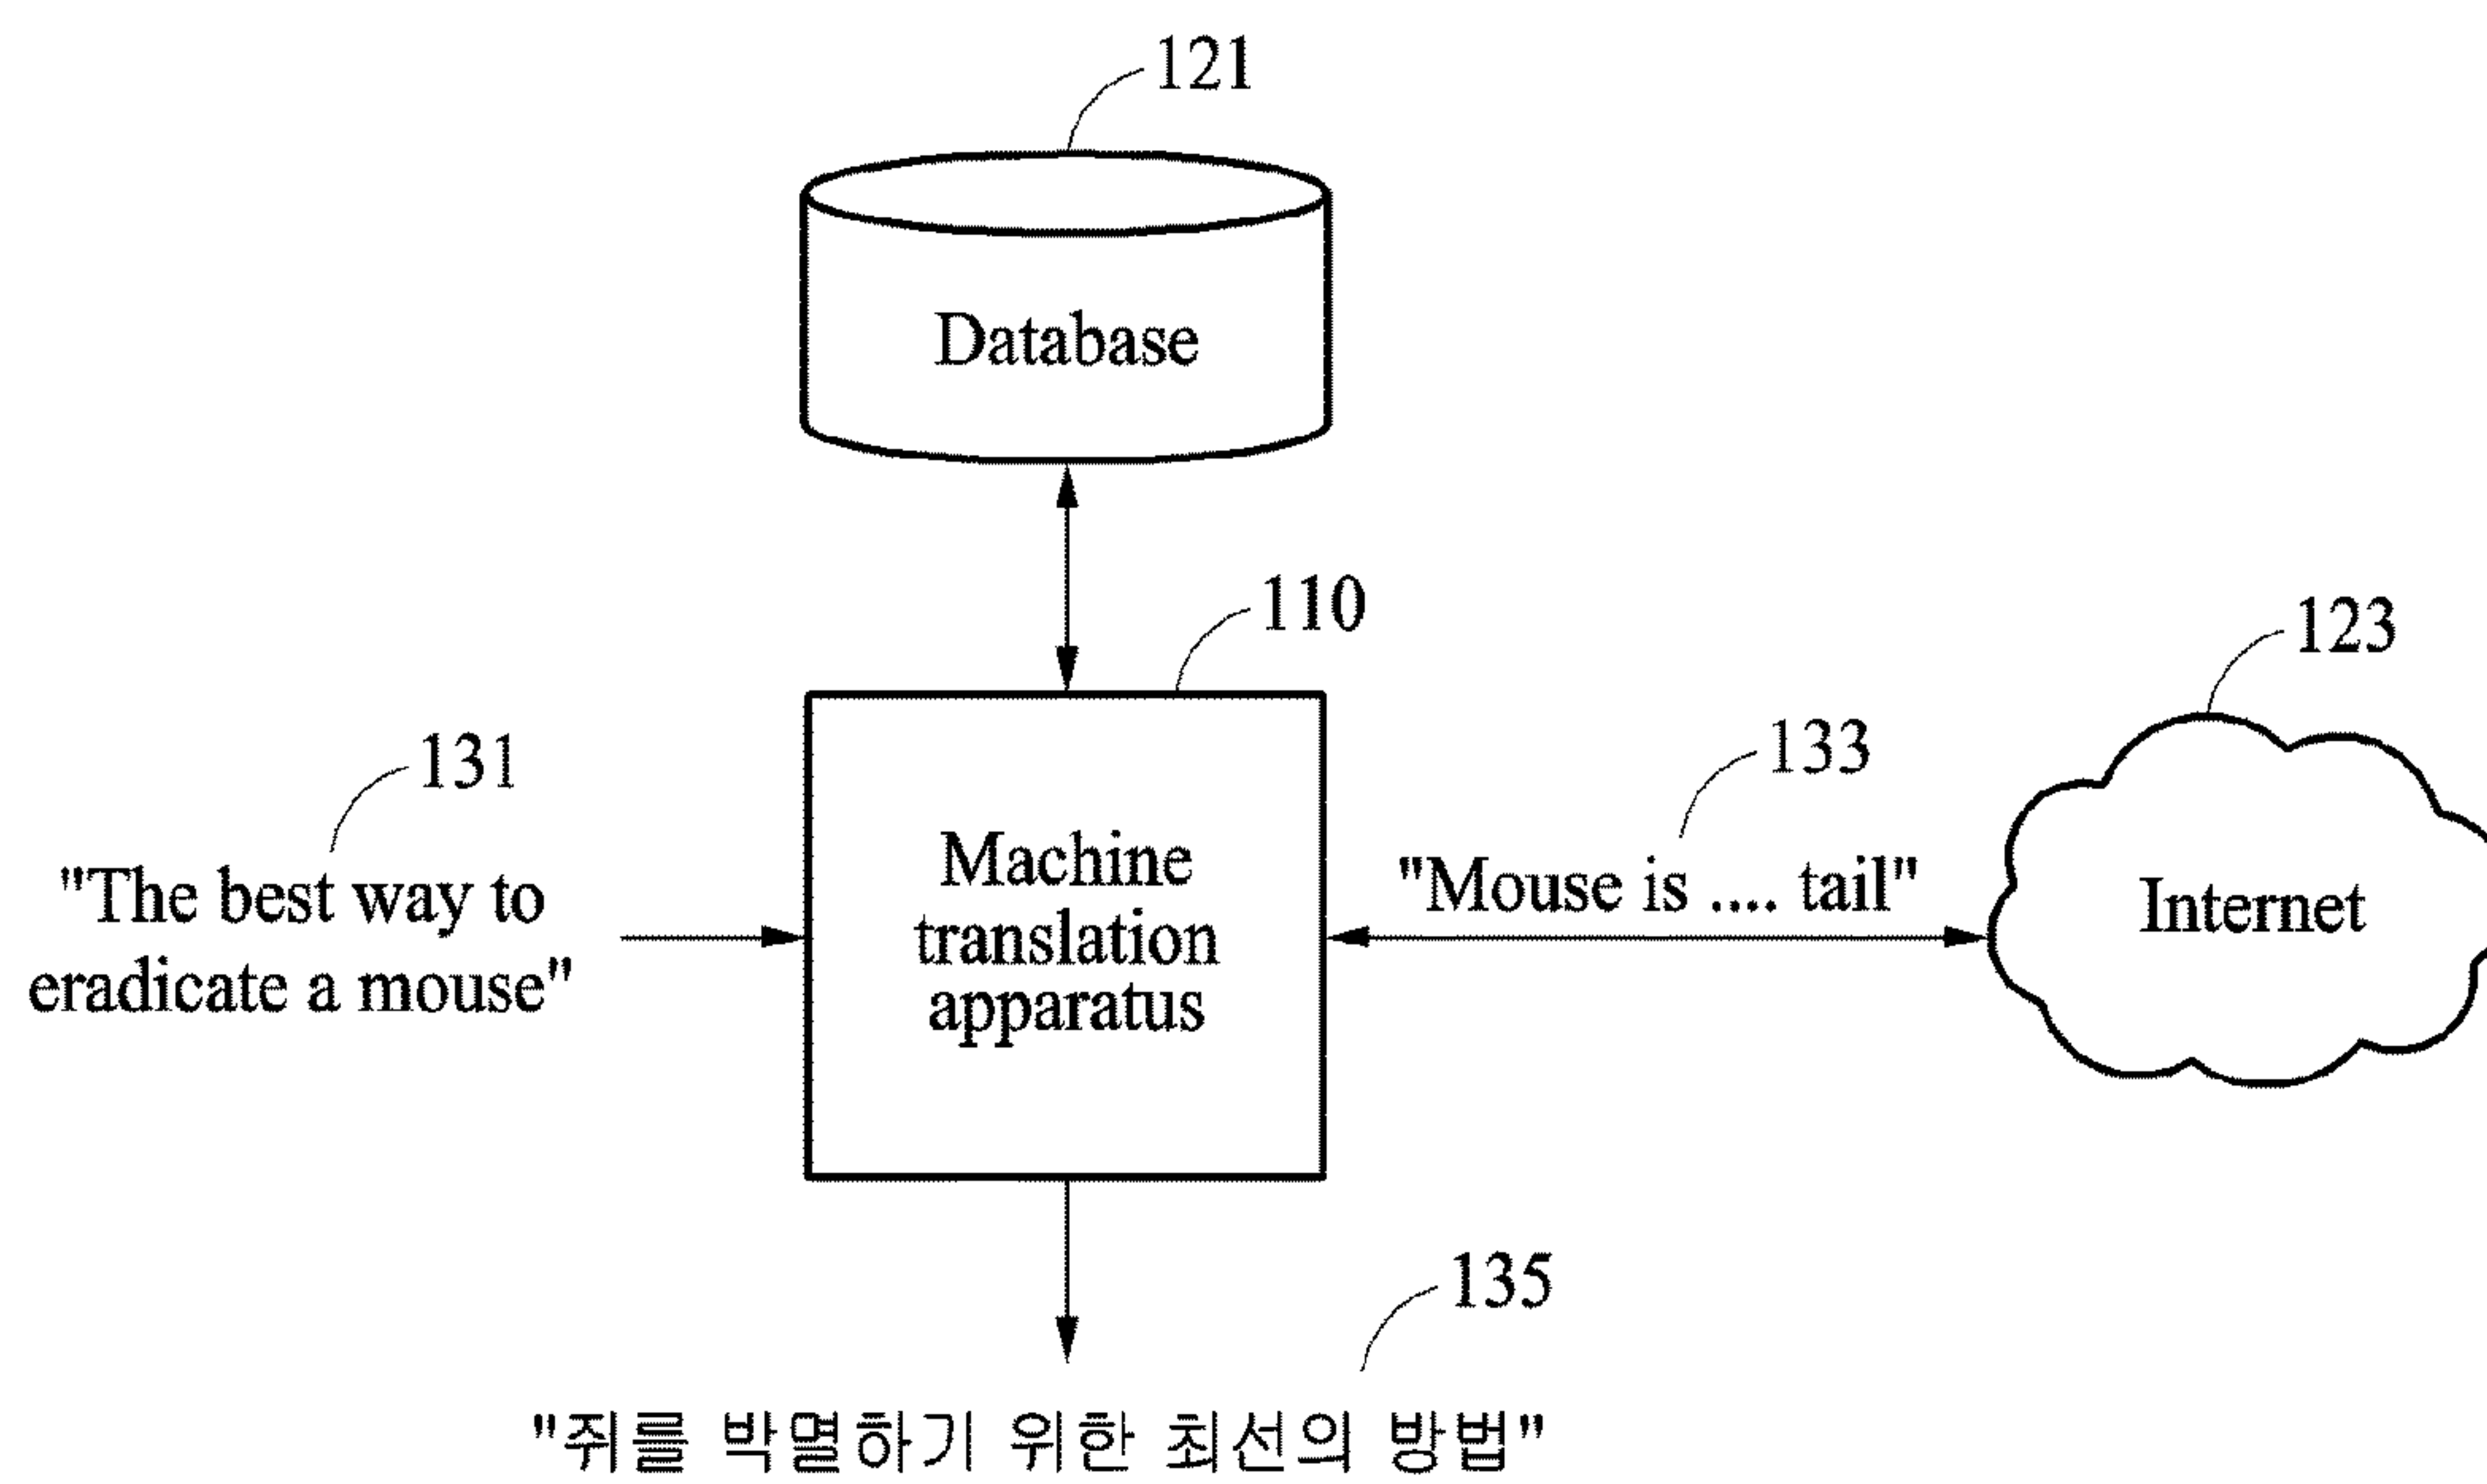 121
Database
110
123
131
133
"The best way to
eradicate a mouse"
Machine
translation
apparatus
"Mouse is .... tail"
Internet
135
"쥐를 박멸하기 위한 최선의 방법"